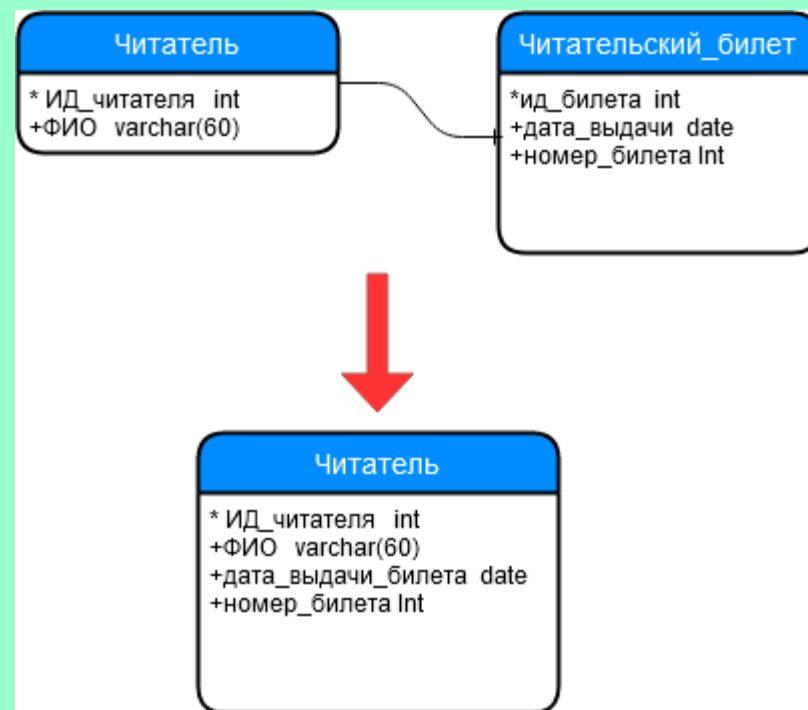 Читатель
* ИД_читателя int
+ФИО varchar(60)
Читательский_билет
*ид_билета int
+дата_выдачи date
+номер_билета Int
Читатель
* ИД_читателя int
+ФИО varchar(60)
+дата_выдачи_билета date
+номер_билета Int